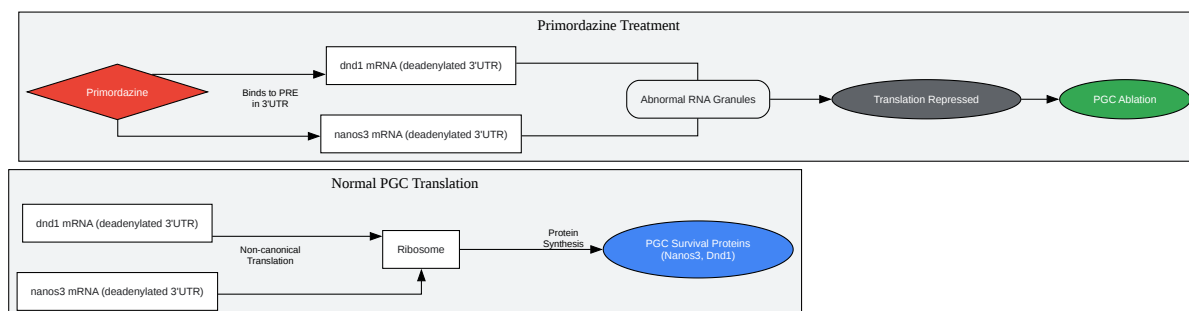 Primordazine Treatment
dnd1 mRNA (deadenylated 3'UTR)
Primordazine
Binds to PRE
in 3'UTR
Abnormal RNA Granules
Translation Repressed
PGC Ablation
nanos3 mRNA (deadenylated 3'UTR)
Normal PGC Translation
dnd1 mRNA (deadenylated 3'UTR)
Non-canonical
Translation
Ribosome
Protein
Synthesis
PGC Survival Proteins
(Nanos3, Dnd1)
nanos3 mRNA (deadenylated 3'UTR)